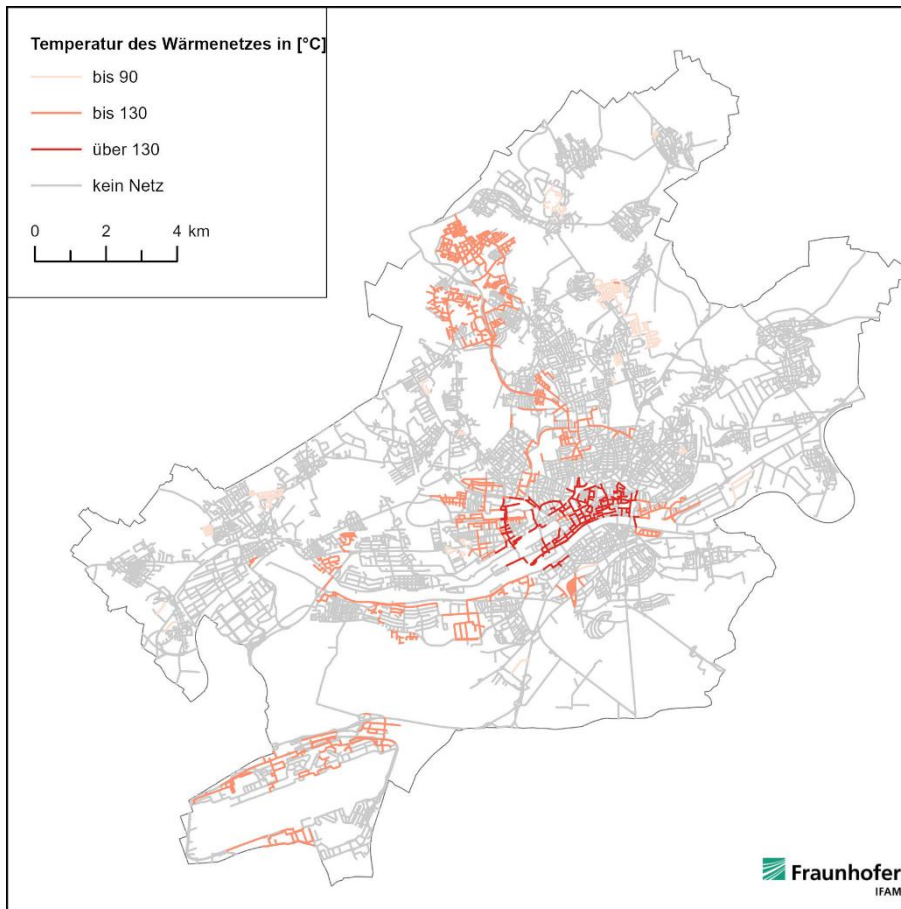 Temperatur des Wärmenetzes in [°C]
bis 90
bis 130
über 130
kein Netz
0 2 4 km
Fraunhofer
IFAM